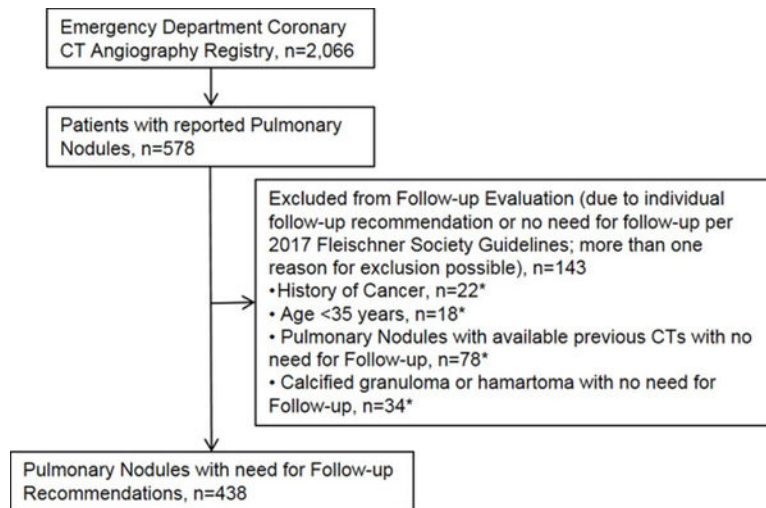 Emergency Department Coronary
CT Angiography Registry, n=2,066
Patients with reported Pulmonary
Nodules, n=578
Excluded from Follow-up Evaluation (due to individual
follow-up recommendation or no need for follow-up per
2017 Fleischner Society Guidelines; more than one
reason for exclusion possible), n=143
•History of Cancer, n=22*
• Age <35 years, n=18*
• Pulmonary Nodules with available previous CTs with no
need for Follow-up, n=78*
• Calcified granuloma or hamartoma with no need for
Follow-up, n=34*
Pulmonary Nodules with need for Follow-up
Recommendations, n=438